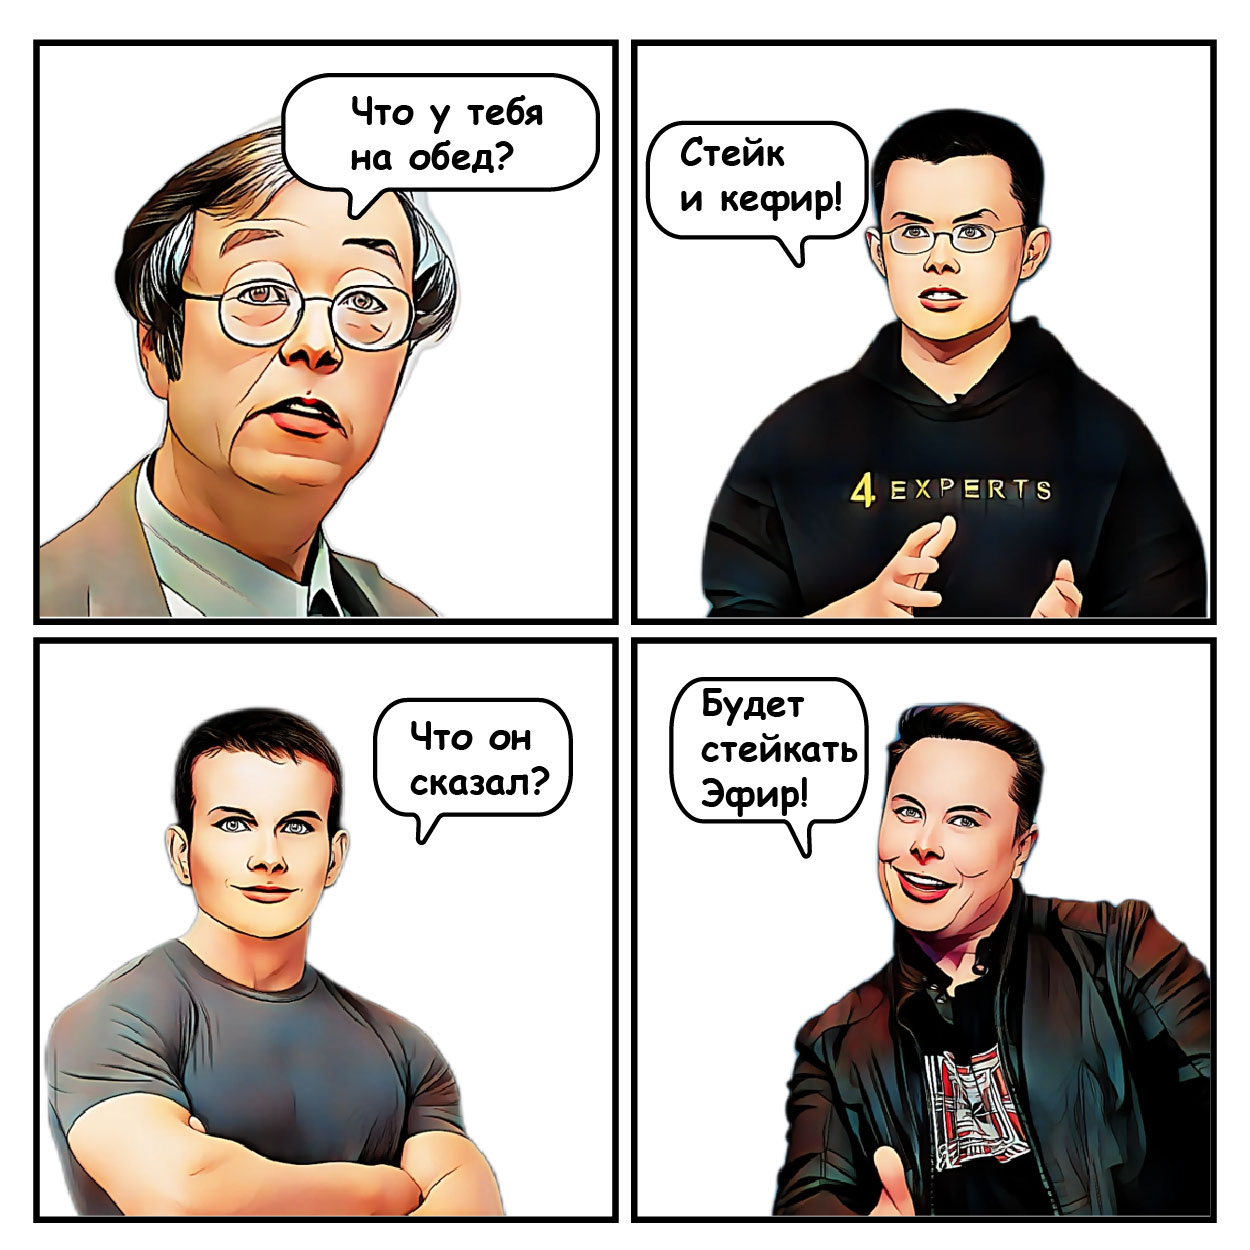 Что у тебя
на обед?
Стейк
и кефир!
4 EXPERTS
Что он
сказал?
Будет
стейкать
Эфир!